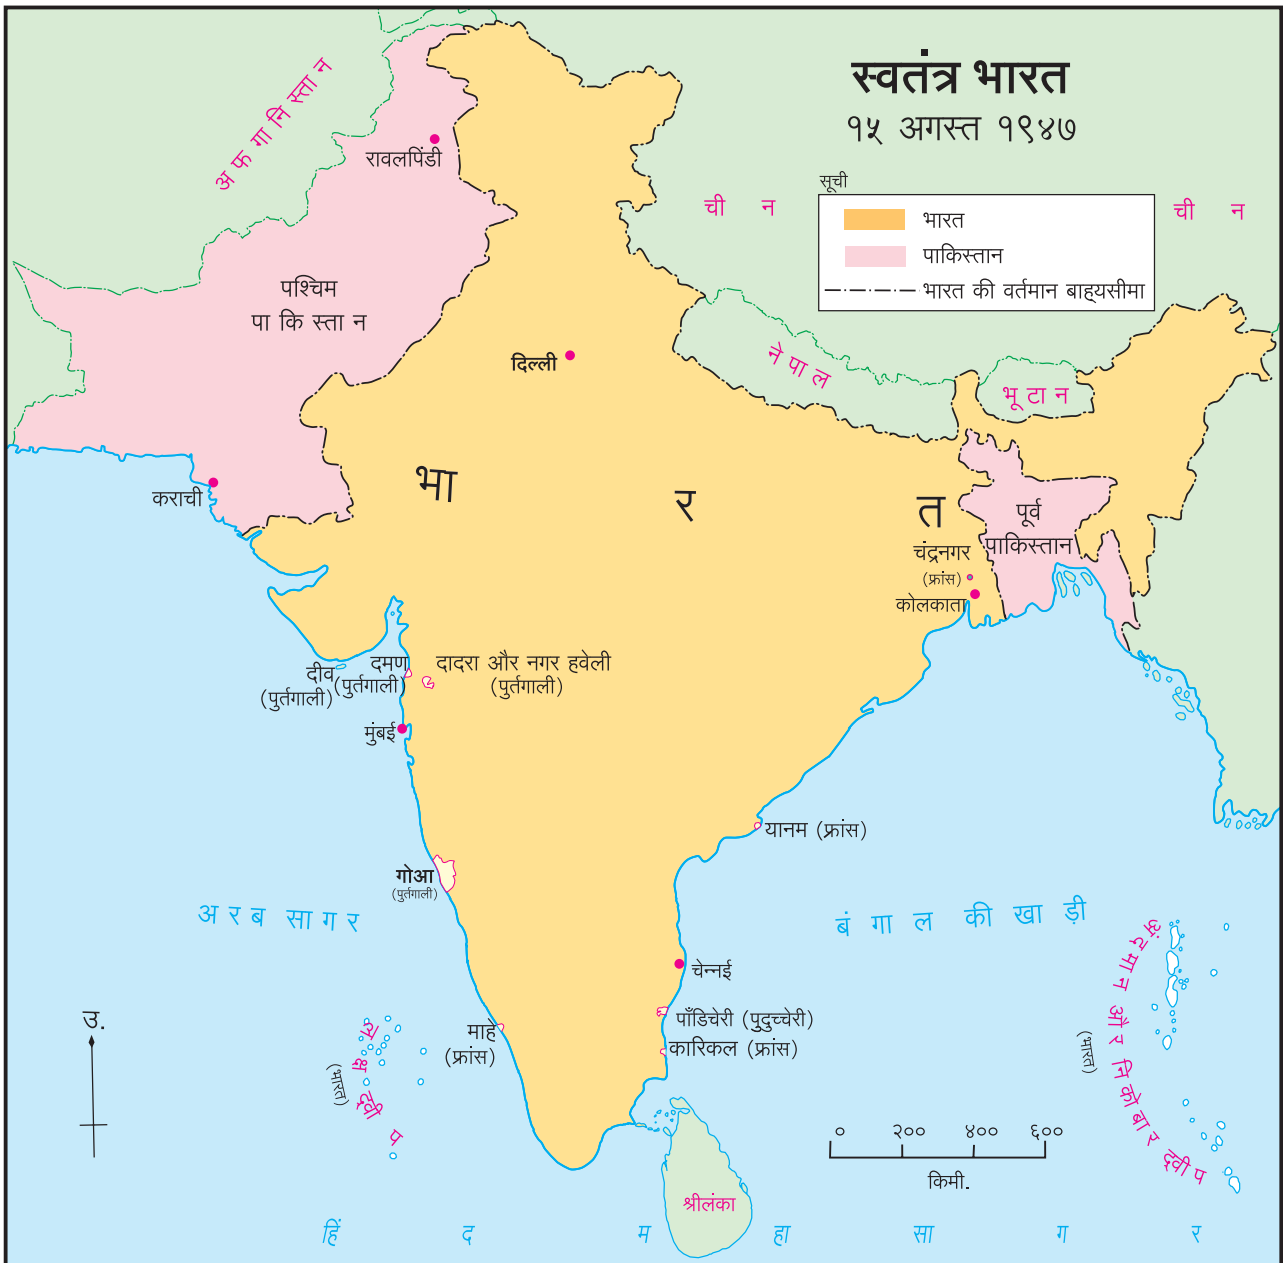 स्वतंत्र भारत
१५ अगस्त १९४७
सूची
भारत
पाकिस्तान
भारत की वर्तमान बाह्यसीमा
अफगानिस्तान
रावलपिंडी
चीन
चीन
पश्चिम
पाकिस्तान
दिल्ली
नेपाल
भूटान
भारत
कराची
पूर्व
पाकिस्तान
चंद्रनगर
(फ्रांस)
कोलकाता
दीव
(पुर्तगाली)
दमण
(पुर्तगाली)
दादरा और नगर हवेली
(पुर्तगाली)
मुंबई
यानम (फ्रांस)
गोआ
(पुर्तगाली)
अरब सागर
बंगाल की खाड़ी
चेन्नई
पाँडिचेरी (पुदुच्चेरी)
कारिकल (फ्रांस)
माहे
(फ्रांस)
लक्षद्वीप
(भारत)
अंदमान और निकोबार द्वीप
(भारत)
उ.
० २०० ४०० ६००
किमी.
श्रीलंका
हिंद महासागर